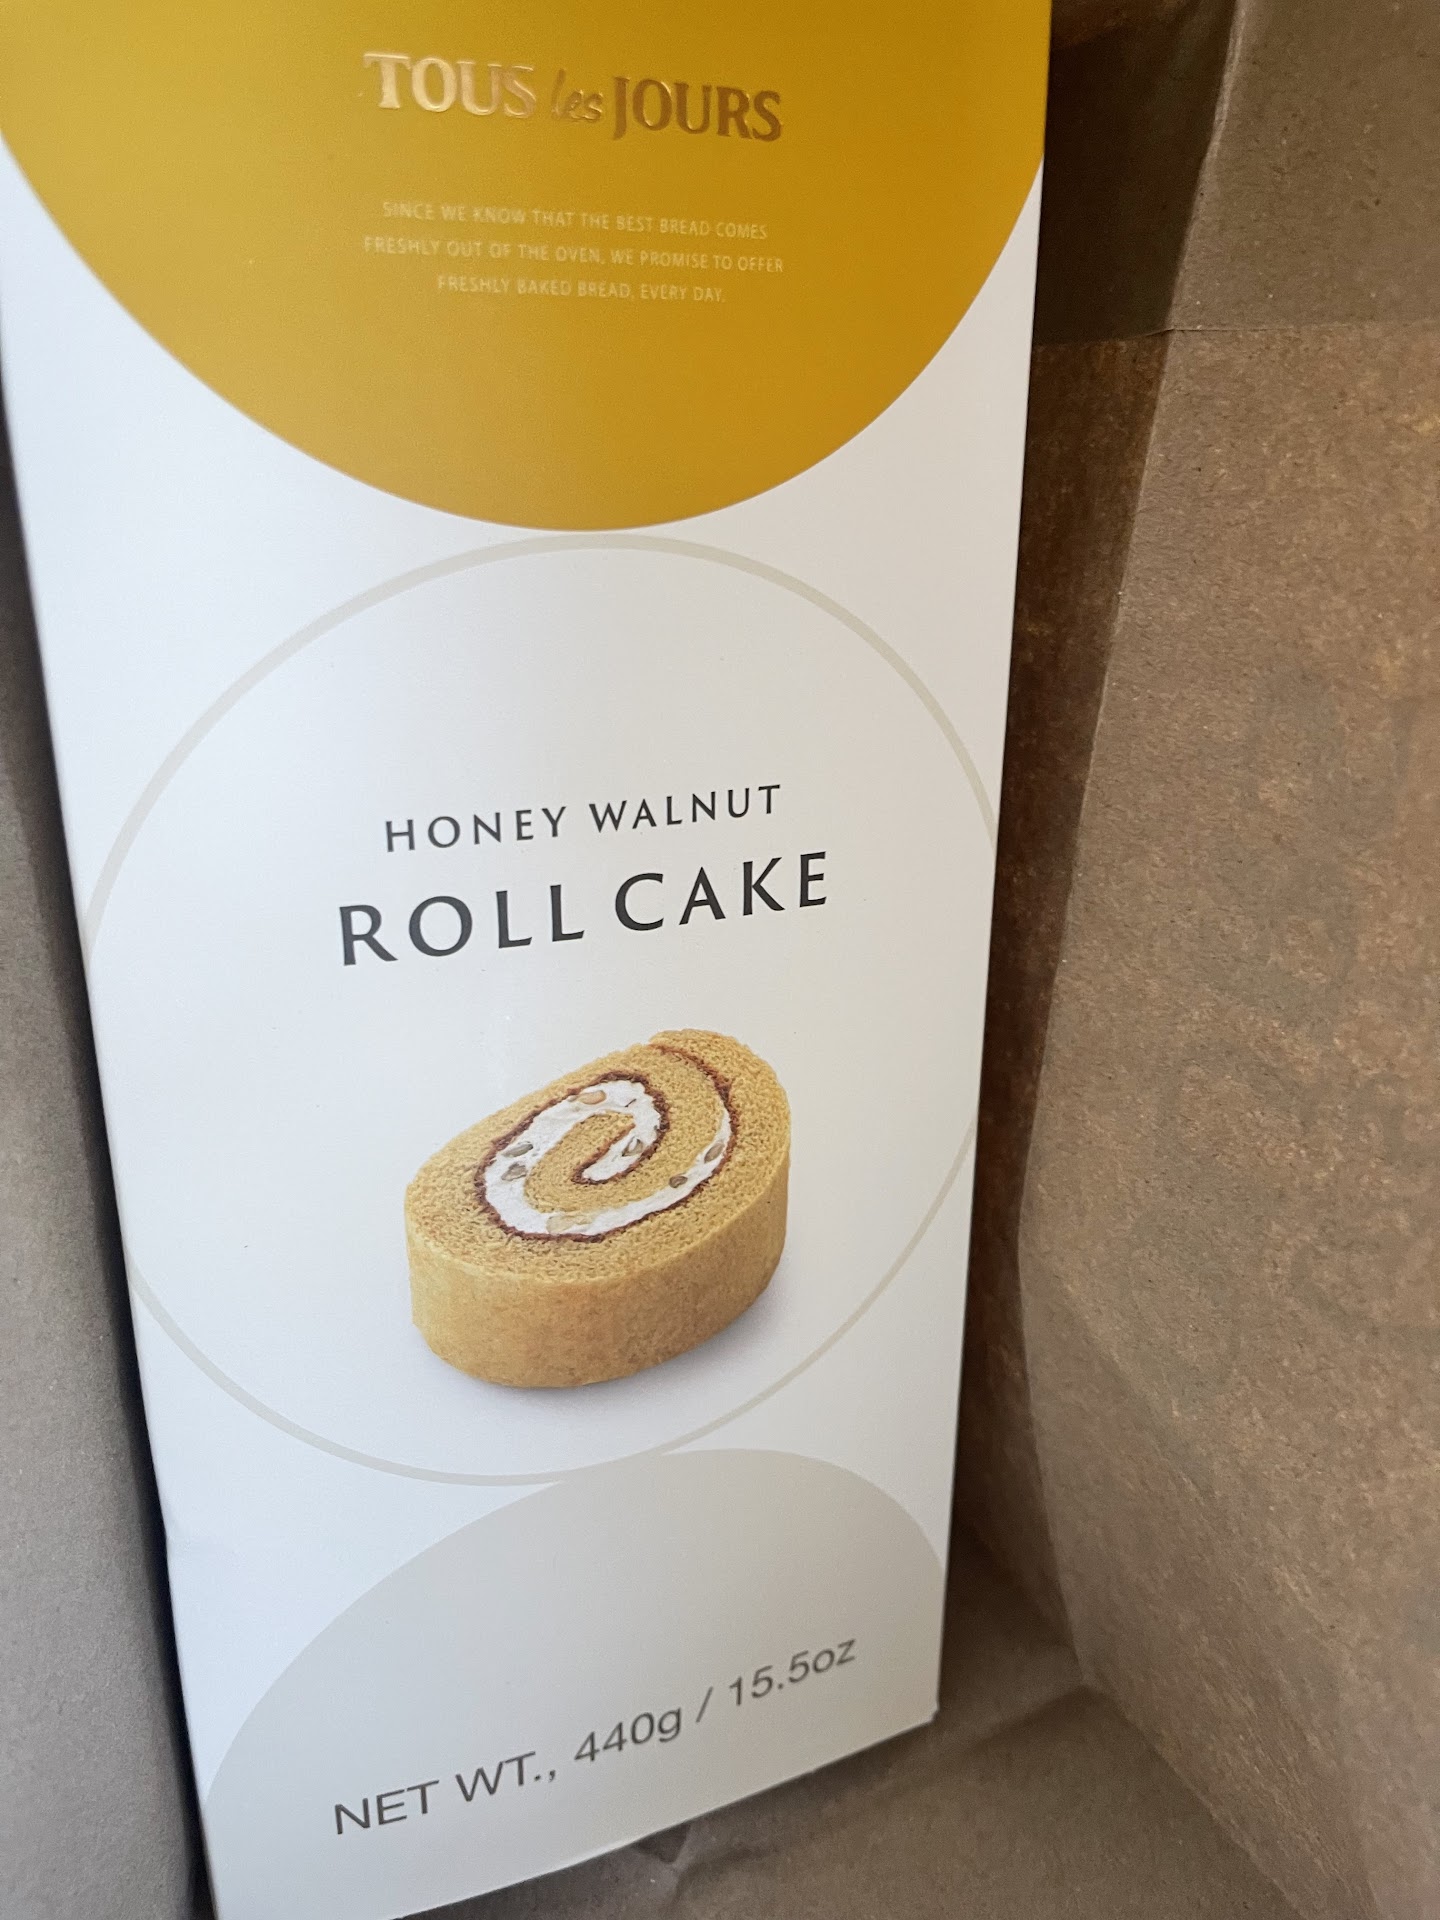 TOUS les JOURS
SINCE WE KNOW THAT THE BEST BREAD COMES
FRESHLY OUT OF THE OVEN, WE PROMISE TO OFFER
FRESHLY BAKED BREAD, EVERY DAY.
HONEY WALNUT
ROLL CAKE
NET WT., 440g / 15.5oz